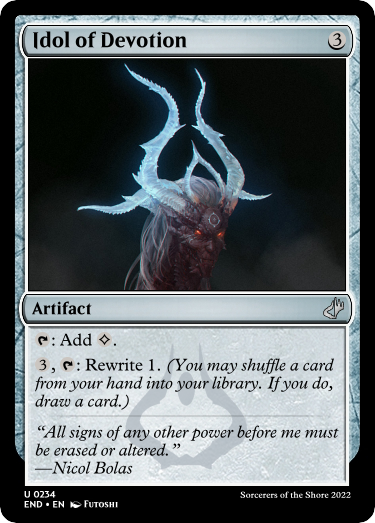 Idol of Devotion 3
Artifact
: Add .
3, : Rewrite 1. (You may shuffle a card
from your hand into your library. If you do,
draw a card.)
“All signs of any other power before me must
be erased or altered.”
—Nicol Bolas
U 0234
END • EN Futoshi
Sorcerers of the Shore 2022